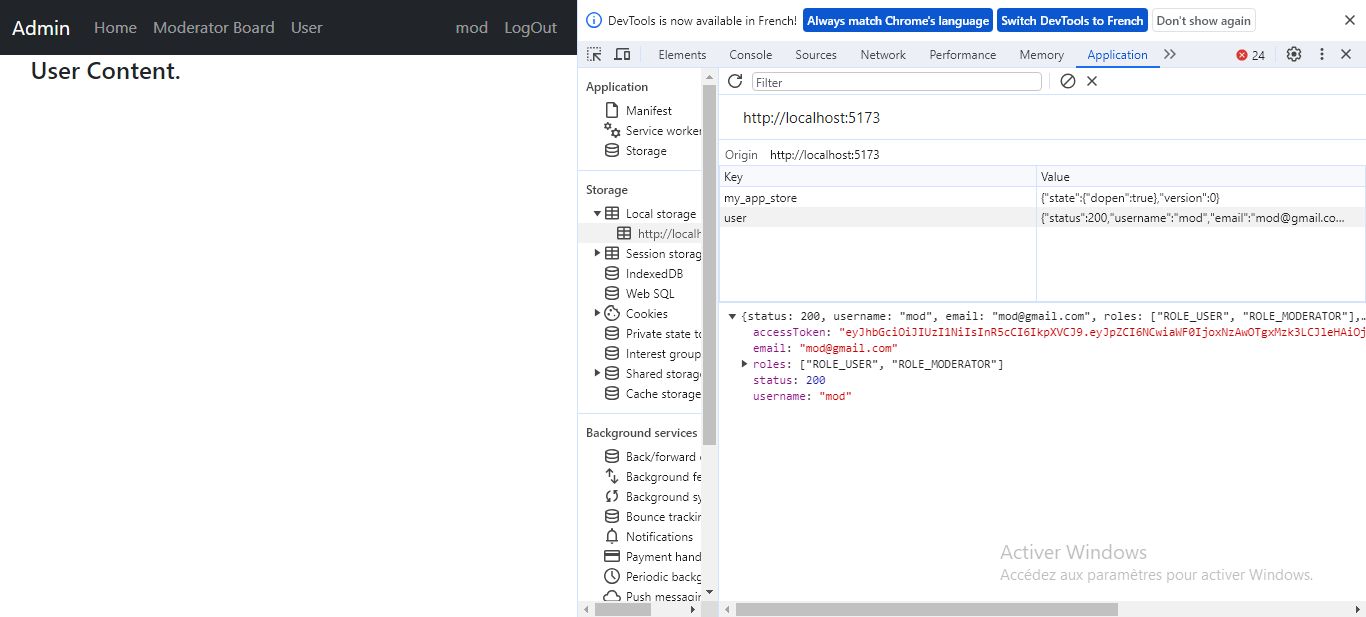 Admin Home Moderator Board User mod LogOut
User Content.
DevTools is now available in French! Always match Chrome's language Switch DevTools to French Don't show again
Elements Console Sources Network Performance Memory Application 24
Application
Manifest
Service worker
Storage
Storage
Local storage
http://localh
Session storag
IndexedDB
Web SQL
Cookies
Private state to
Interest group
Shared storage
Cache storage
Background services
Back/forward
Background fe
Background sy
Bounce trackin
Notifications
Payment hand
Periodic backg
Push messagin
Filter
http://localhost:5173
Origin http://localhost:5173
Key Value
my_app_store {"state":{"dopen":true},"version":0}
user {"status":200,"username":"mod","email":"mod@gmail.co...
{status: 200, username: "mod", email: "mod@gmail.com", roles: ["ROLE_USER", "ROLE_MODERATOR"],…
accessToken: "eyJhbGciOiJIUzI1NiIsInR5cCI6IkpXVCJ9.eyJpZCI6NCwiaWF0IjoxNzAwOTgxMzk3LCJleHAiOj
email: "mod@gmail.com"
roles: ["ROLE_USER", "ROLE_MODERATOR"]
status: 200
username: "mod"
Activer Windows
Accédez aux paramètres pour activer Windows.